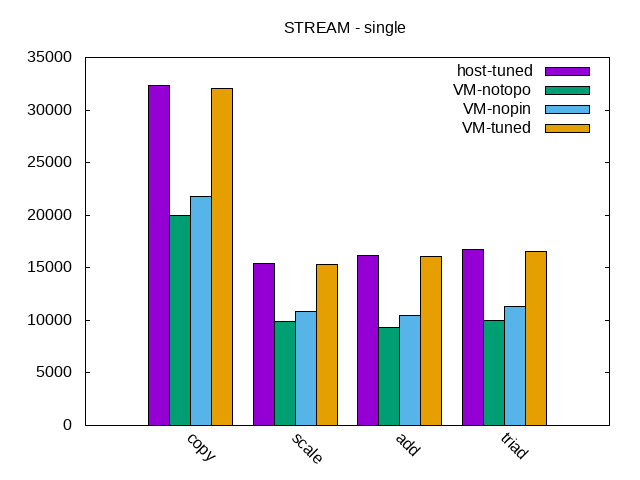 STREAM - single
35000
30000
25000
20000
15000
10000
5000
0
host-tuned
VM-notopo
VM-nopin
VM-tuned
copy
scale
add
triad